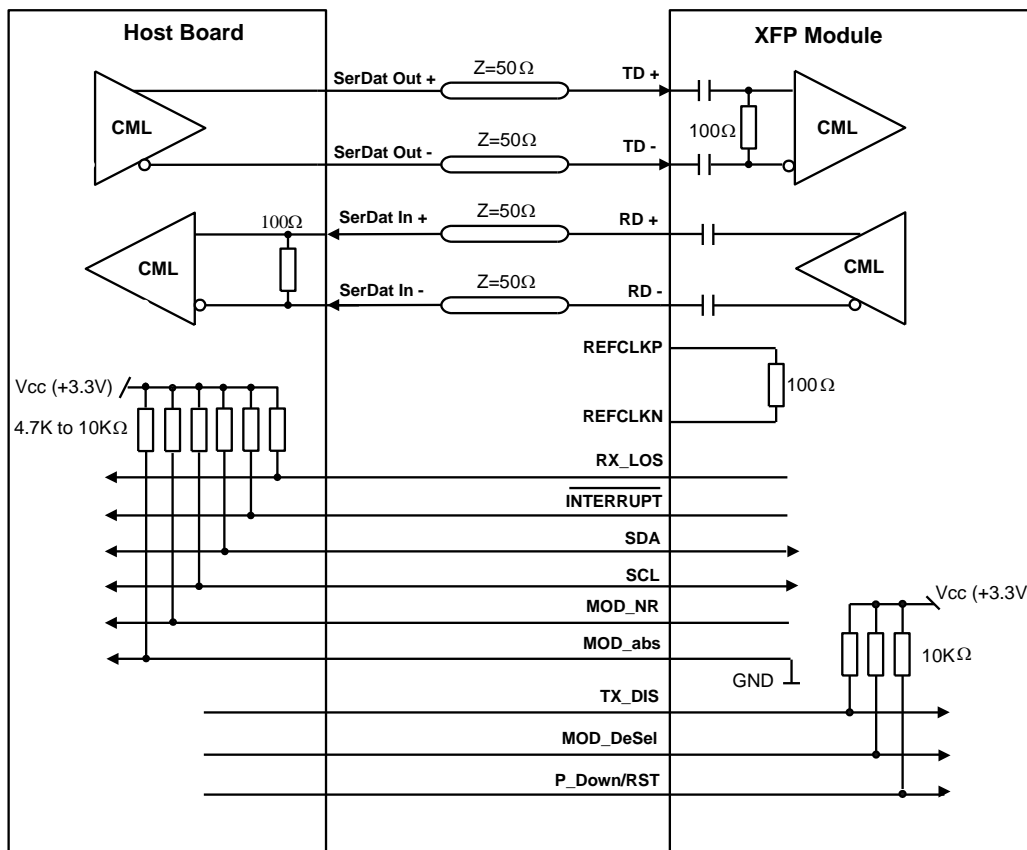 Host Board
XFP Module
SerDat Out +
Z=50Ω
TD +
CML
100Ω
CML
SerDat Out -
Z=50Ω
TD -
SerDat In +
Z=50Ω
RD +
100Ω
CML
CML
SerDat In -
Z=50Ω
RD -
REFCLKP
100Ω
REFCLKN
Vcc (+3.3V)
4.7K to 10KΩ
RX_LOS
INTERRUPT
SDA
SCL
MOD_NR
Vcc (+3.3V
MOD_abs
10KΩ
GND
TX_DIS
MOD_DeSel
P_Down/RST